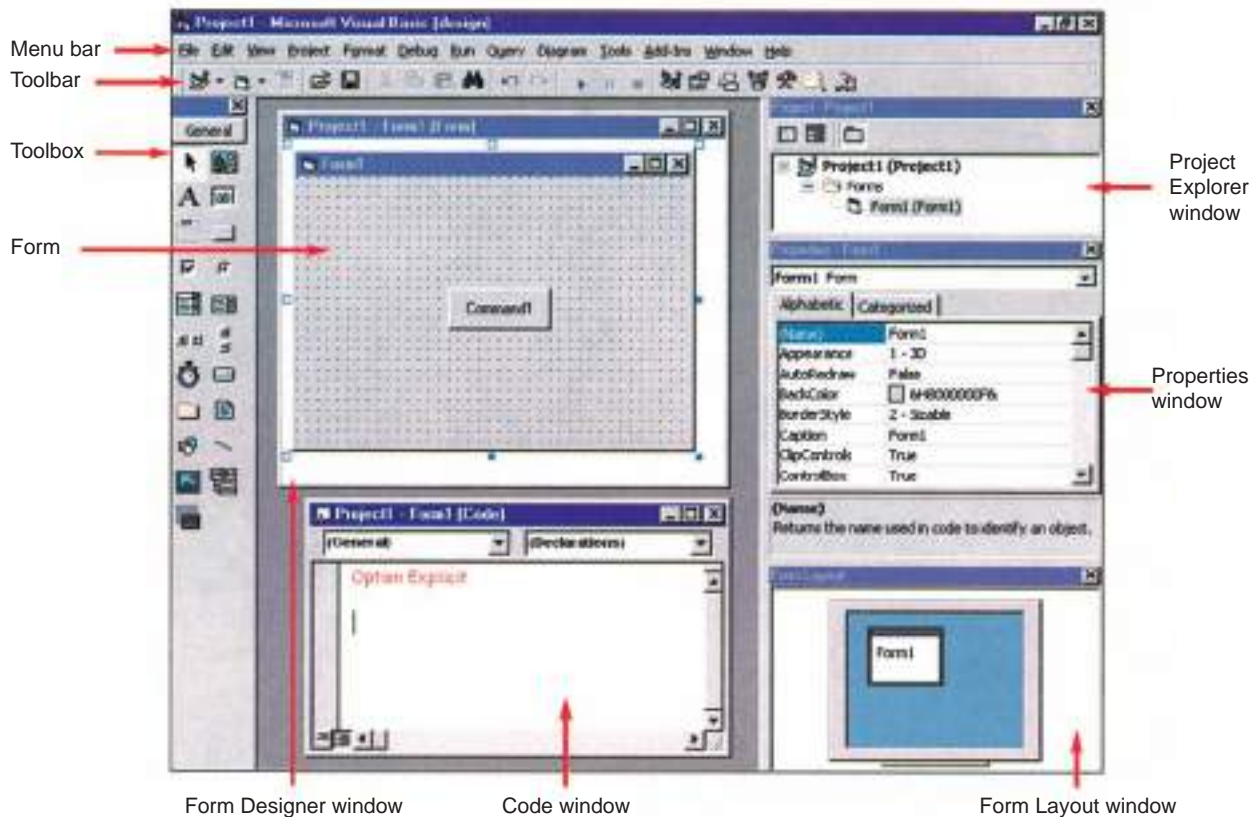 Project1 - Microsoft Visual Basic [design]
Menu bar
File Edit View Project Format Debug Run Query Diagram Tools Add-Ins Window Help
Toolbar
Toolbox
General
Project1 - Form1 (Form)
Form1
Form
Command1
Project - Project1
Project1 (Project1)
Forms
Form1 (Form1)
Project
Explorer
window
Properties - Form1
Form1 Form
Alphabetic Categorized
(Name) Form1
Appearance 1 - 3D
AutoRedraw False
BackColor &H8000000F&
BorderStyle 2 - Sizable
Caption Form1
ClipControls True
ControlBox True
(Name)
Returns the name used in code to identify an object.
Properties
window
Project1 - Form1 (Code)
(General) (Declarations)
Option Explicit
Form Layout
Form1
Form Designer window
Code window
Form Layout window